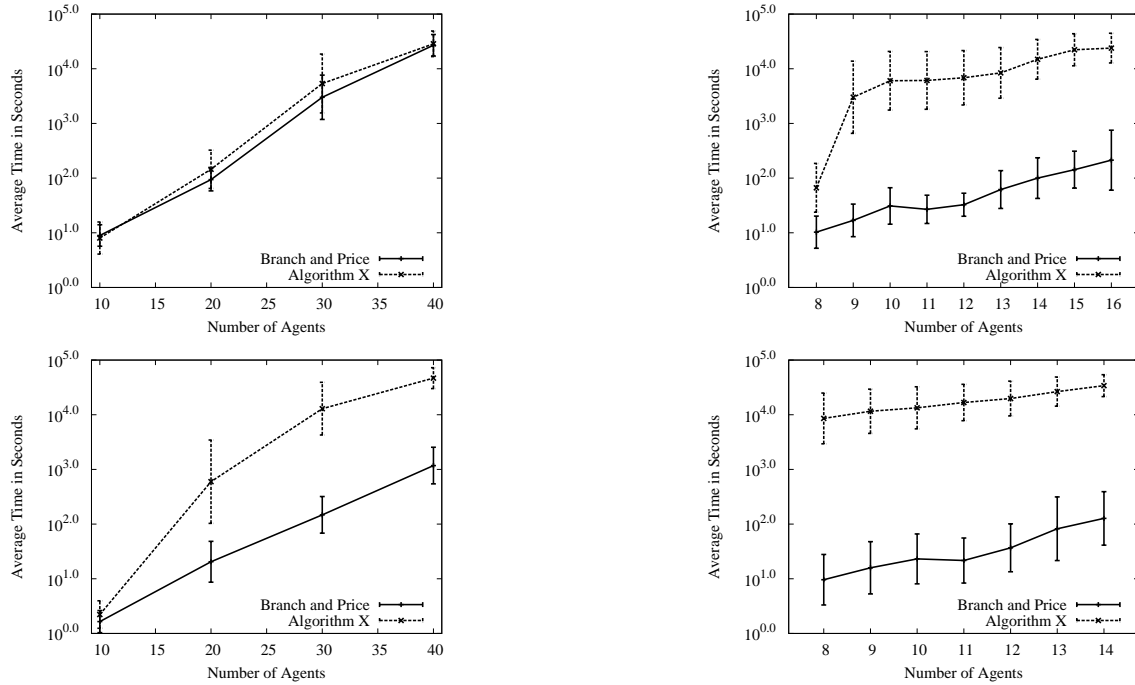 Average Time in Seconds
10^5.0
10^4.0
10^3.0
10^2.0
10^1.0
10^0.0
Branch and Price
Algorithm X
10 15 20 25 30 35 40
Number of Agents
Average Time in Seconds
10^5.0
10^4.0
10^3.0
10^2.0
10^1.0
10^0.0
Branch and Price
Algorithm X
8 9 10 11 12 13 14 15 16
Number of Agents
Average Time in Seconds
10^5.0
10^4.0
10^3.0
10^2.0
10^1.0
10^0.0
Branch and Price
Algorithm X
10 15 20 25 30 35 40
Number of Agents
Average Time in Seconds
10^5.0
10^4.0
10^3.0
10^2.0
10^1.0
10^0.0
Branch and Price
Algorithm X
8 9 10 11 12 13 14
Number of Agents